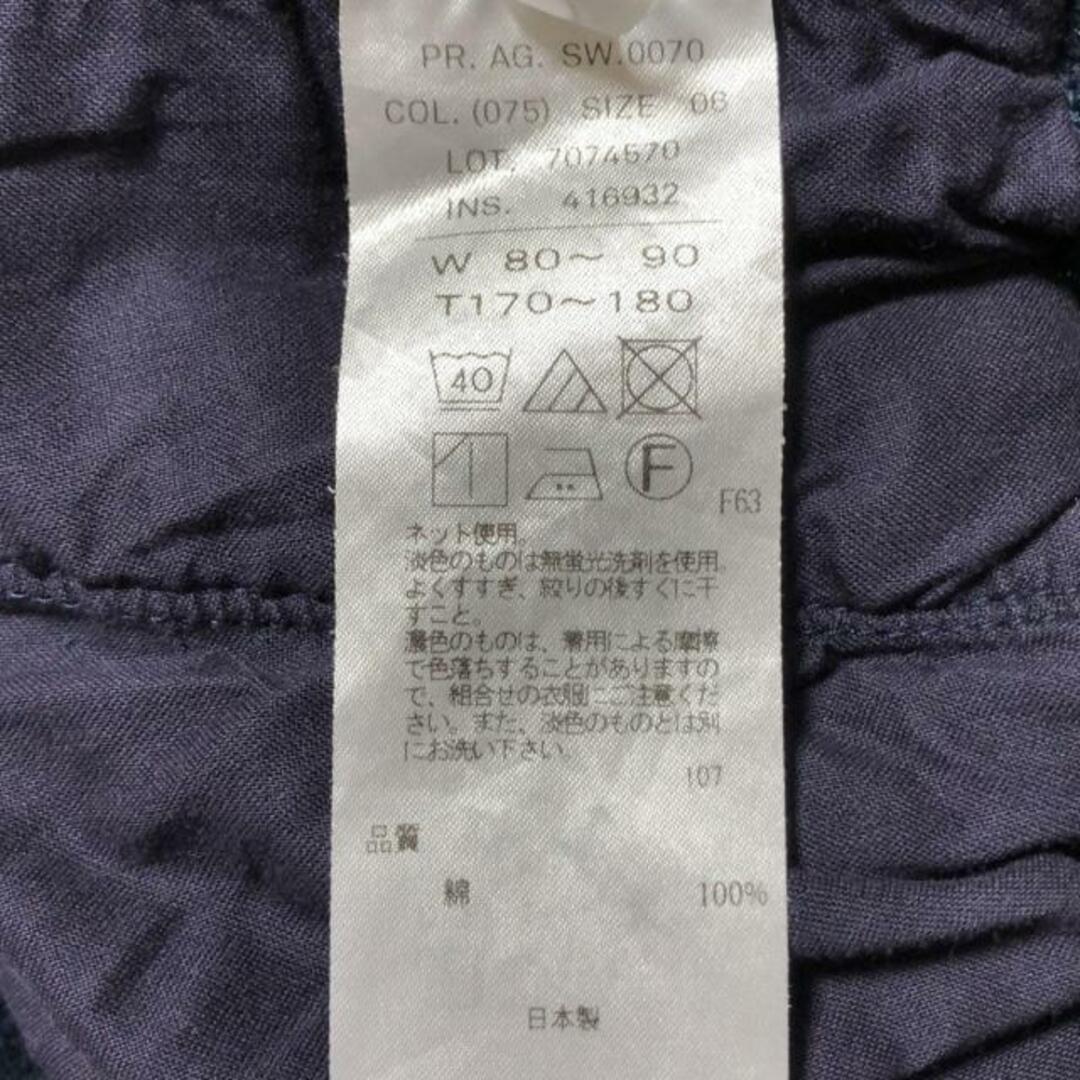 PR. AG. SW.0070
COL. (075) SIZE 06
LOT. 7074570
INS. 416932
W 80〜 90
T170〜180
40
F
F63
ネット使用。
淡色のものは無蛍光洗剤を使用。
よくすすぎ、絞りの後すぐに干
すこと。
濃色のものは、着用による摩擦
で色落ちすることがありますの
で、組合せの衣服にご注意くだ
さい。また、淡色のものとは別
にお洗い下さい。
107
品質
綿 100%
日本製